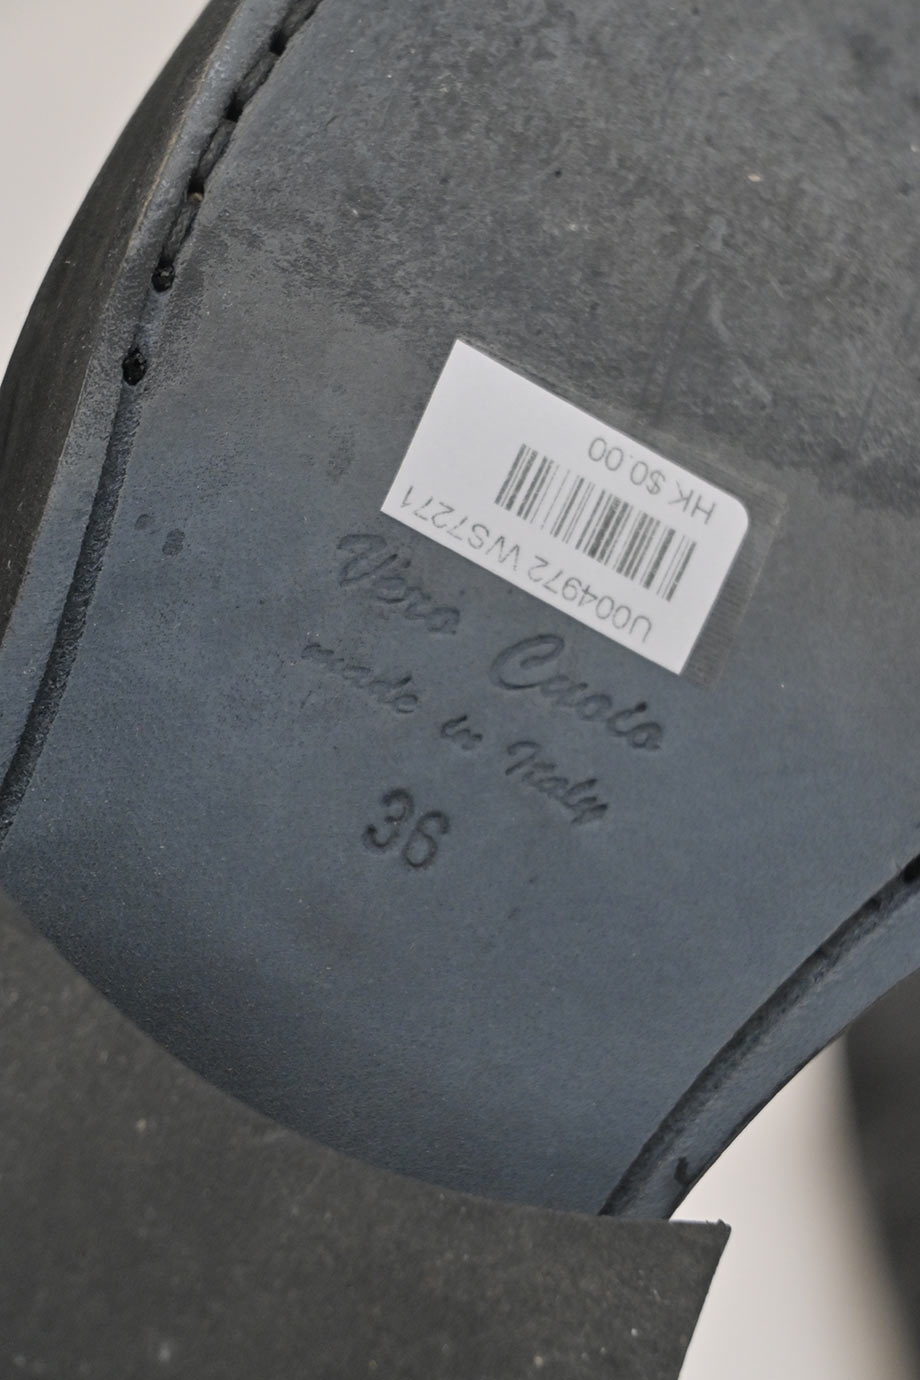 HK $0.00
U004972 WS7271
Vero Cuoio
made in Italy
36